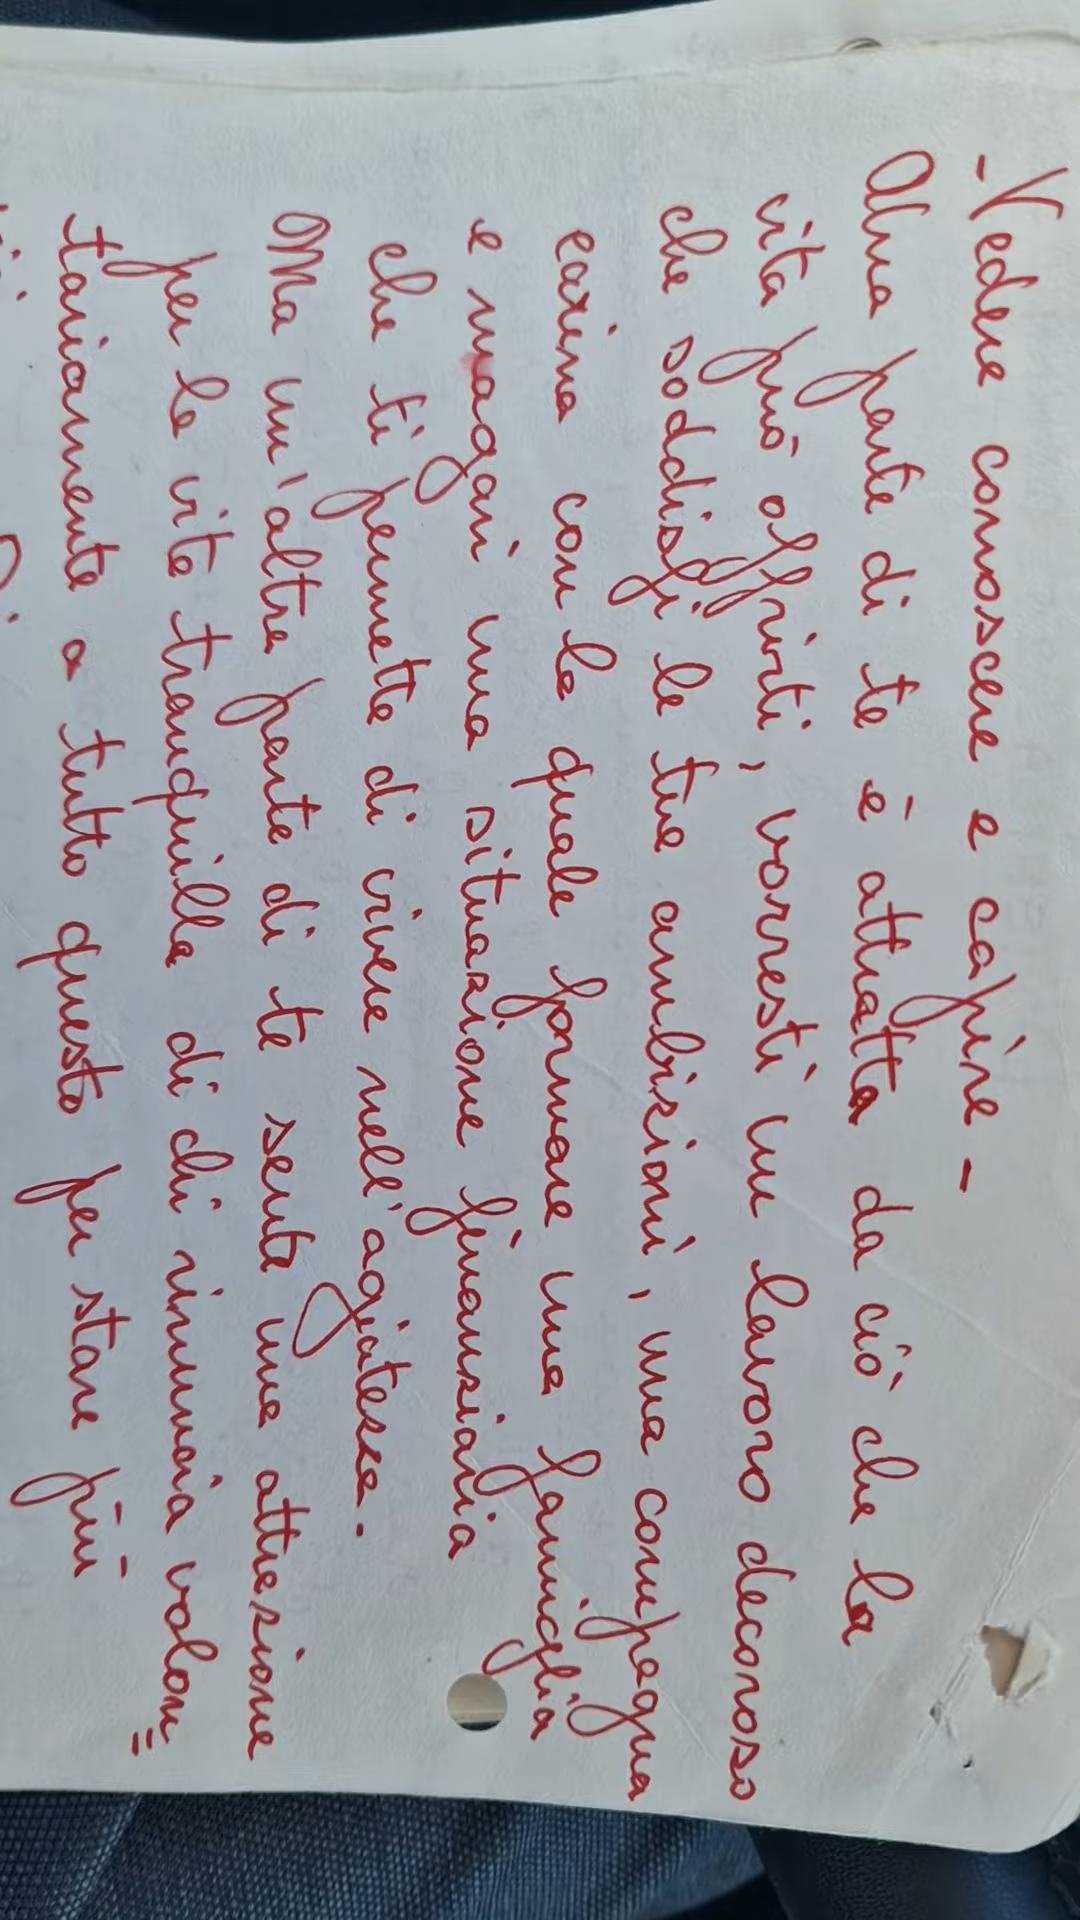 - Vedere conoscere e capire -
Una parte di te è attratta da ciò che la
vita può offrirti, vorresti un lavoro decoroso
che soddisfi le tue ambizioni, una compagna
carina con la quale formare una famiglia
e magari una situazione finanziaria
che ti permetta di vivere nell'agiatezza.
Ma un'altra parte di te sente una attrazione
per la vita tranquilla di chi rinuncia volon=
tariamente a tutto questo per stare più